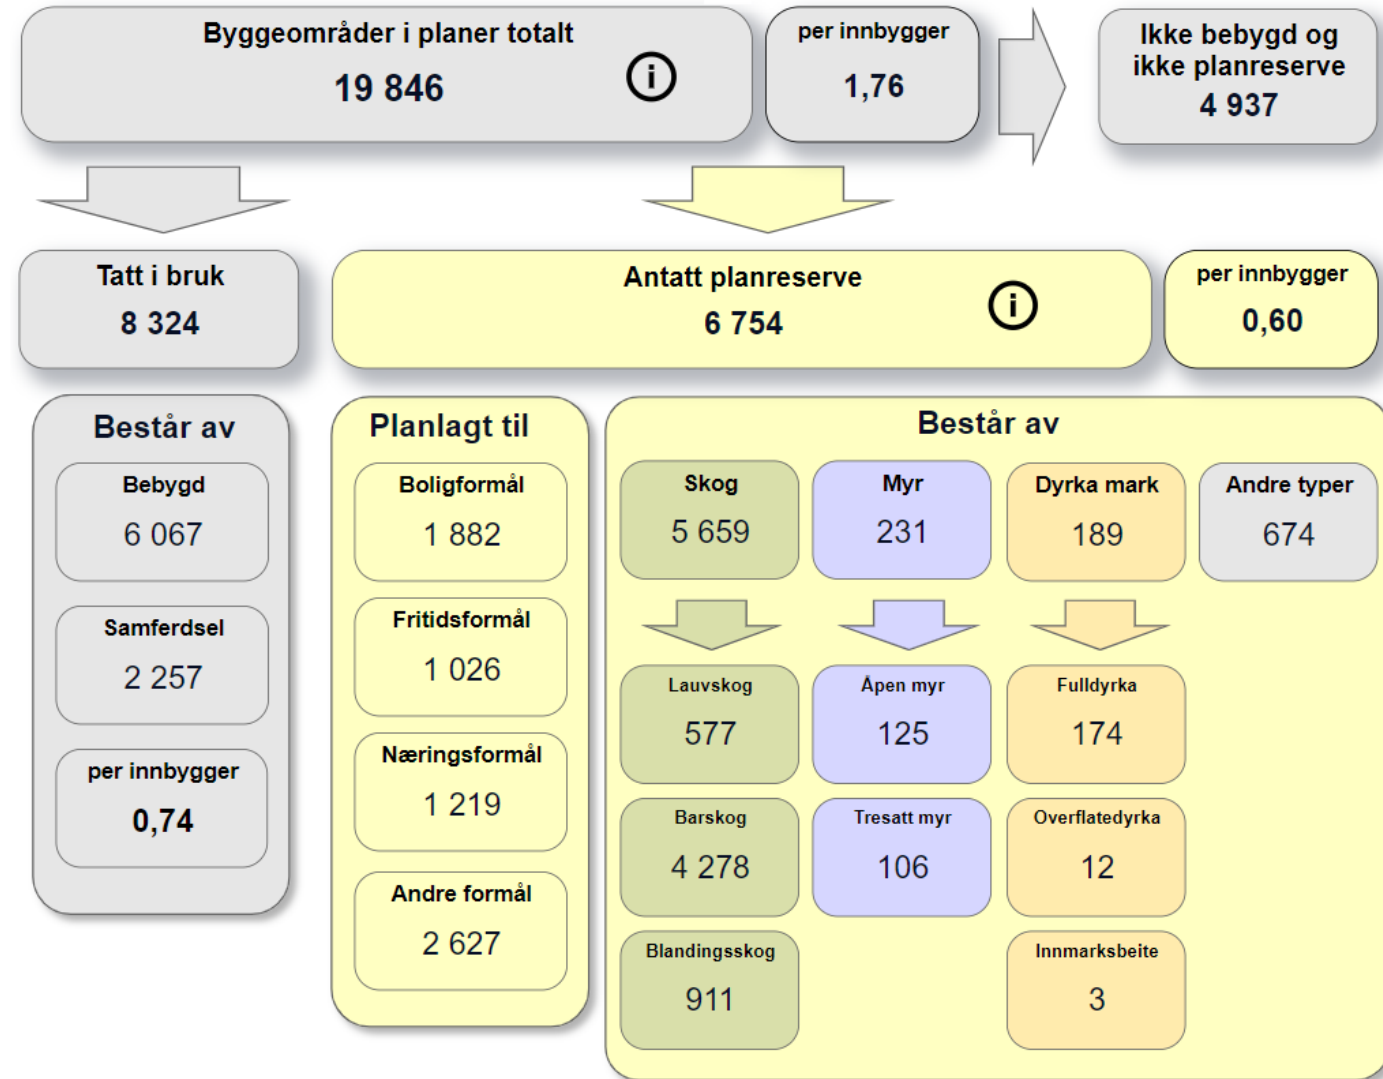 Byggeområder i planer totalt
19 846
per innbygger
1,76
Ikke bebygd og
ikke planreserve
4 937
Tatt i bruk
8 324
Antatt planreserve
6 754
per innbygger
0,60
Består av
Bebygd
6 067
Samferdsel
2 257
per innbygger
0,74
Planlagt til
Boligformål
1 882
Fritidsformål
1 026
Næringsformål
1 219
Andre formål
2 627
Består av
Skog
5 659
Myr
231
Dyrka mark
189
Andre typer
674
Lauvskog
577
Åpen myr
125
Fulldyrka
174
Barskog
4 278
Tresatt myr
106
Overflatedyrka
12
Blandingsskog
911
Innmarksbeite
3